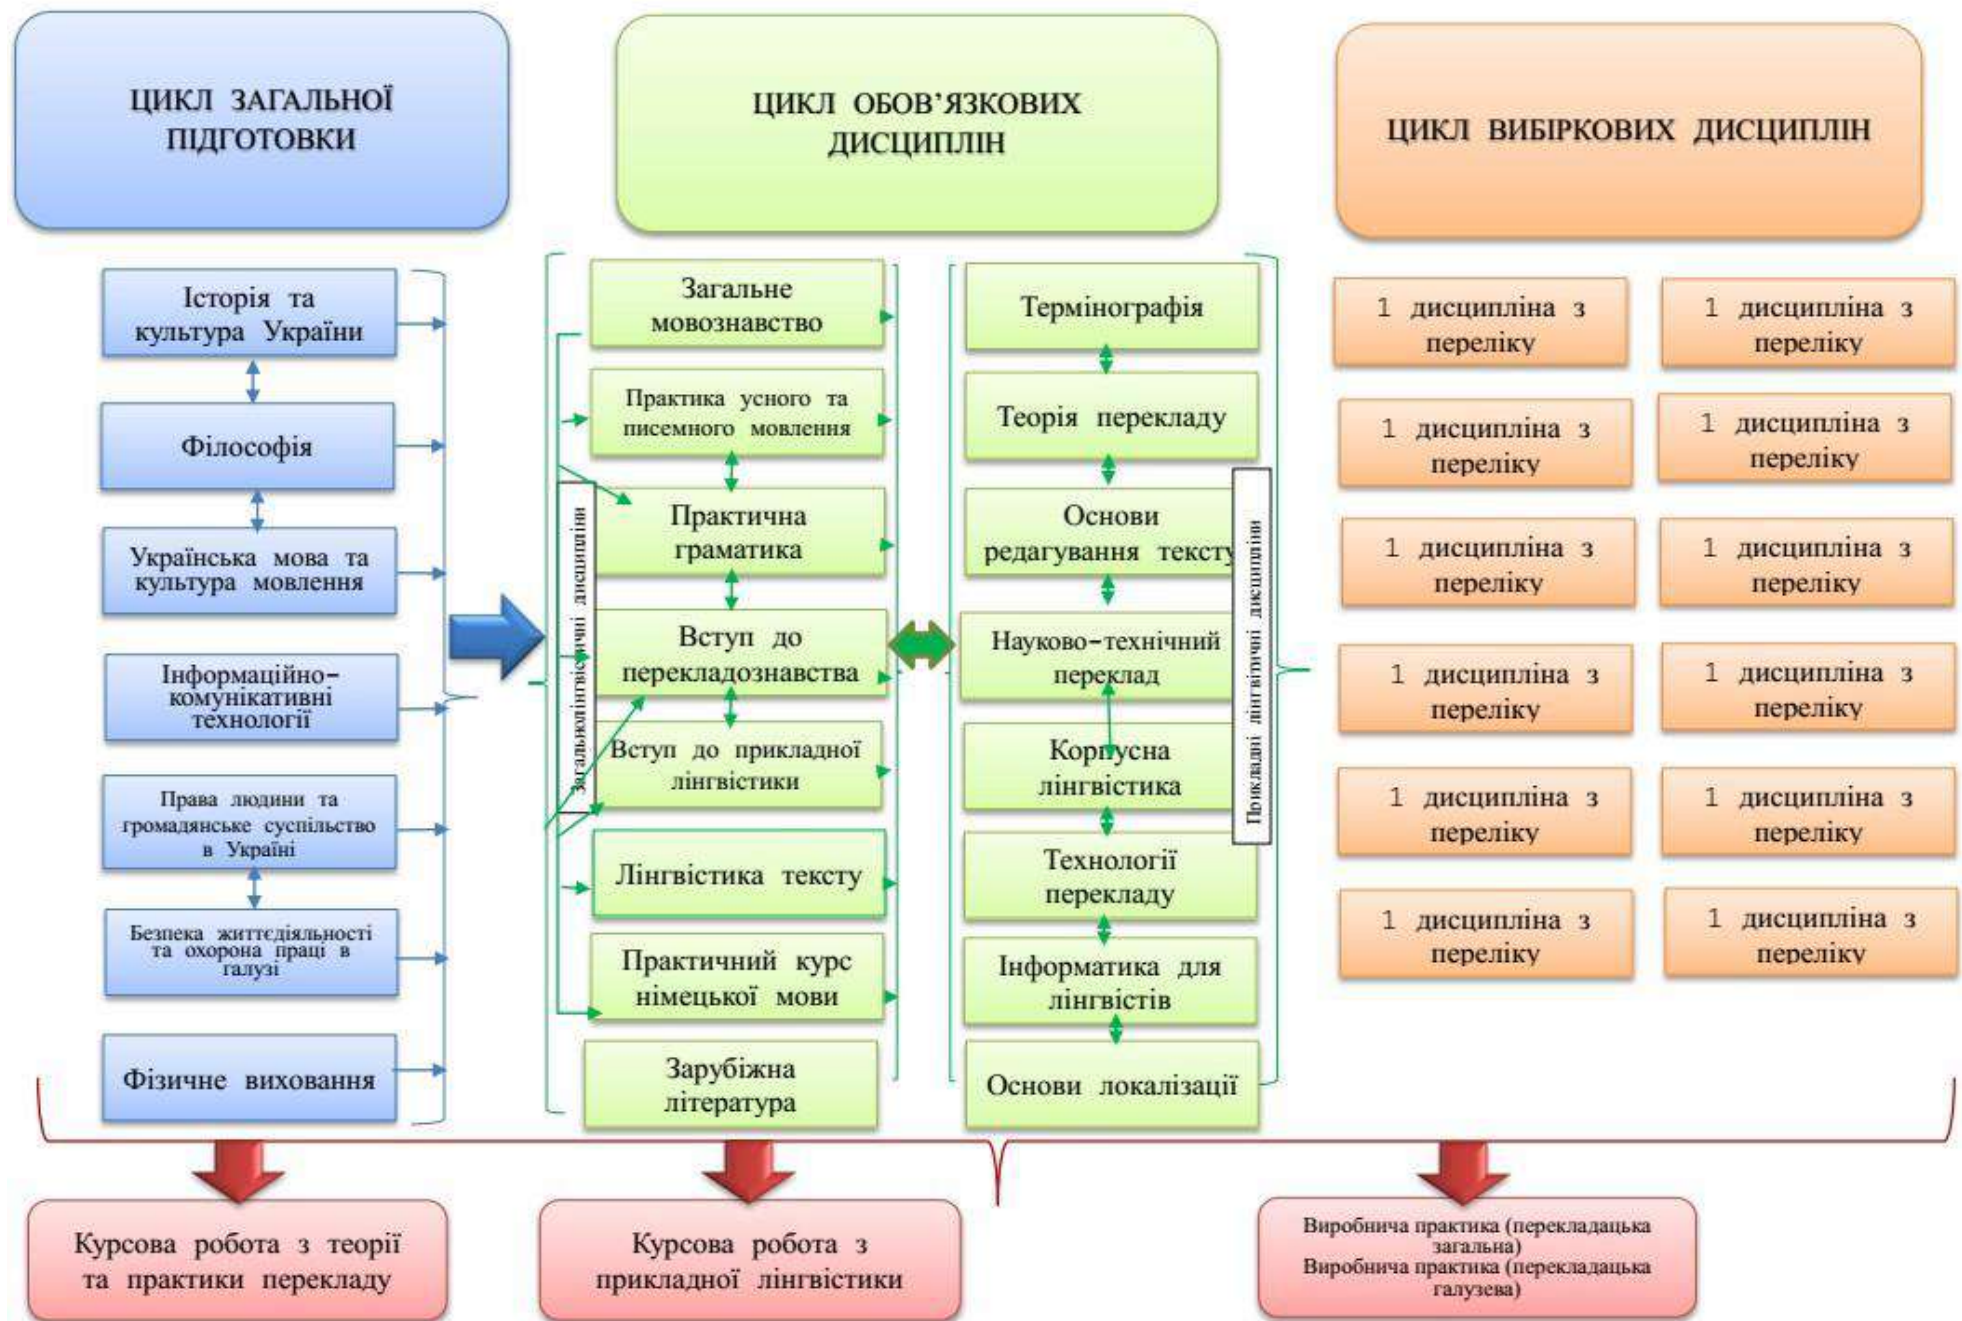 ЦИКЛ ЗАГАЛЬНОЇ
ПІДГОТОВКИ
ЦИКЛ ОБОВ’ЯЗКОВИХ
ДИСЦИПЛІН
ЦИКЛ ВИБІРКОВИХ ДИСЦИПЛІН
Історія та
культура України
Філософія
Українська мова та
культура мовлення
Інформаційно-
комунікативні
технології
Права людини та
громадянське суспільство
в Україні
Безпека життєдіяльності
та охорона праці в
галузі
Фізичне виховання
Загальнолінгвістичні дисципліни
Загальне
мовознавство
Практика усного та
писемного мовлення
Практична
граматика
Вступ до
перекладознавства
Вступ до прикладної
лінгвістики
Лінгвістика тексту
Практичний курс
німецької мови
Зарубіжна
література
Термінографія
Теорія перекладу
Основи
редагування тексту
Науково-технічний
переклад
Корпусна
лінгвістика
Технології
перекладу
Інформатика для
лінгвістів
Основи локалізації
Прикладні лінгвітичні дисципліни
1 дисципліна з
переліку
1 дисципліна з
переліку
1 дисципліна з
переліку
1 дисципліна з
переліку
1 дисципліна з
переліку
1 дисципліна з
переліку
1 дисципліна з
переліку
1 дисципліна з
переліку
1 дисципліна з
переліку
1 дисципліна з
переліку
1 дисципліна з
переліку
1 дисципліна з
переліку
Курсова робота з теорії
та практики перекладу
Курсова робота з
прикладної лінгвістики
Виробнича практика (перекладацька
загальна)
Виробнича практика (перекладацька
галузева)